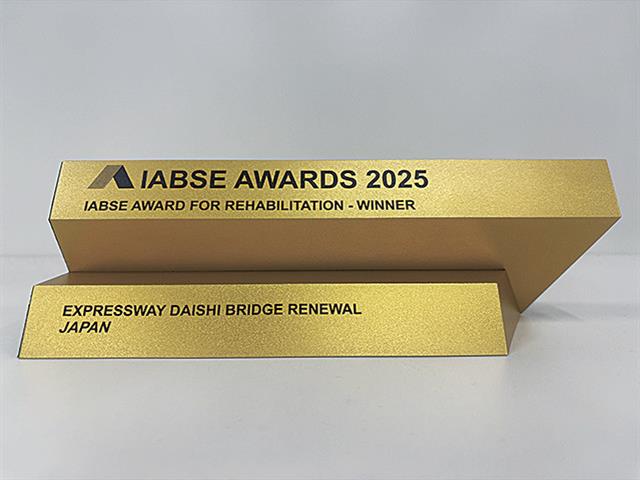 IABSE AWARDS 2025
IABSE AWARD FOR REHABILITATION - WINNER
EXPRESSWAY DAISHI BRIDGE RENEWAL
JAPAN